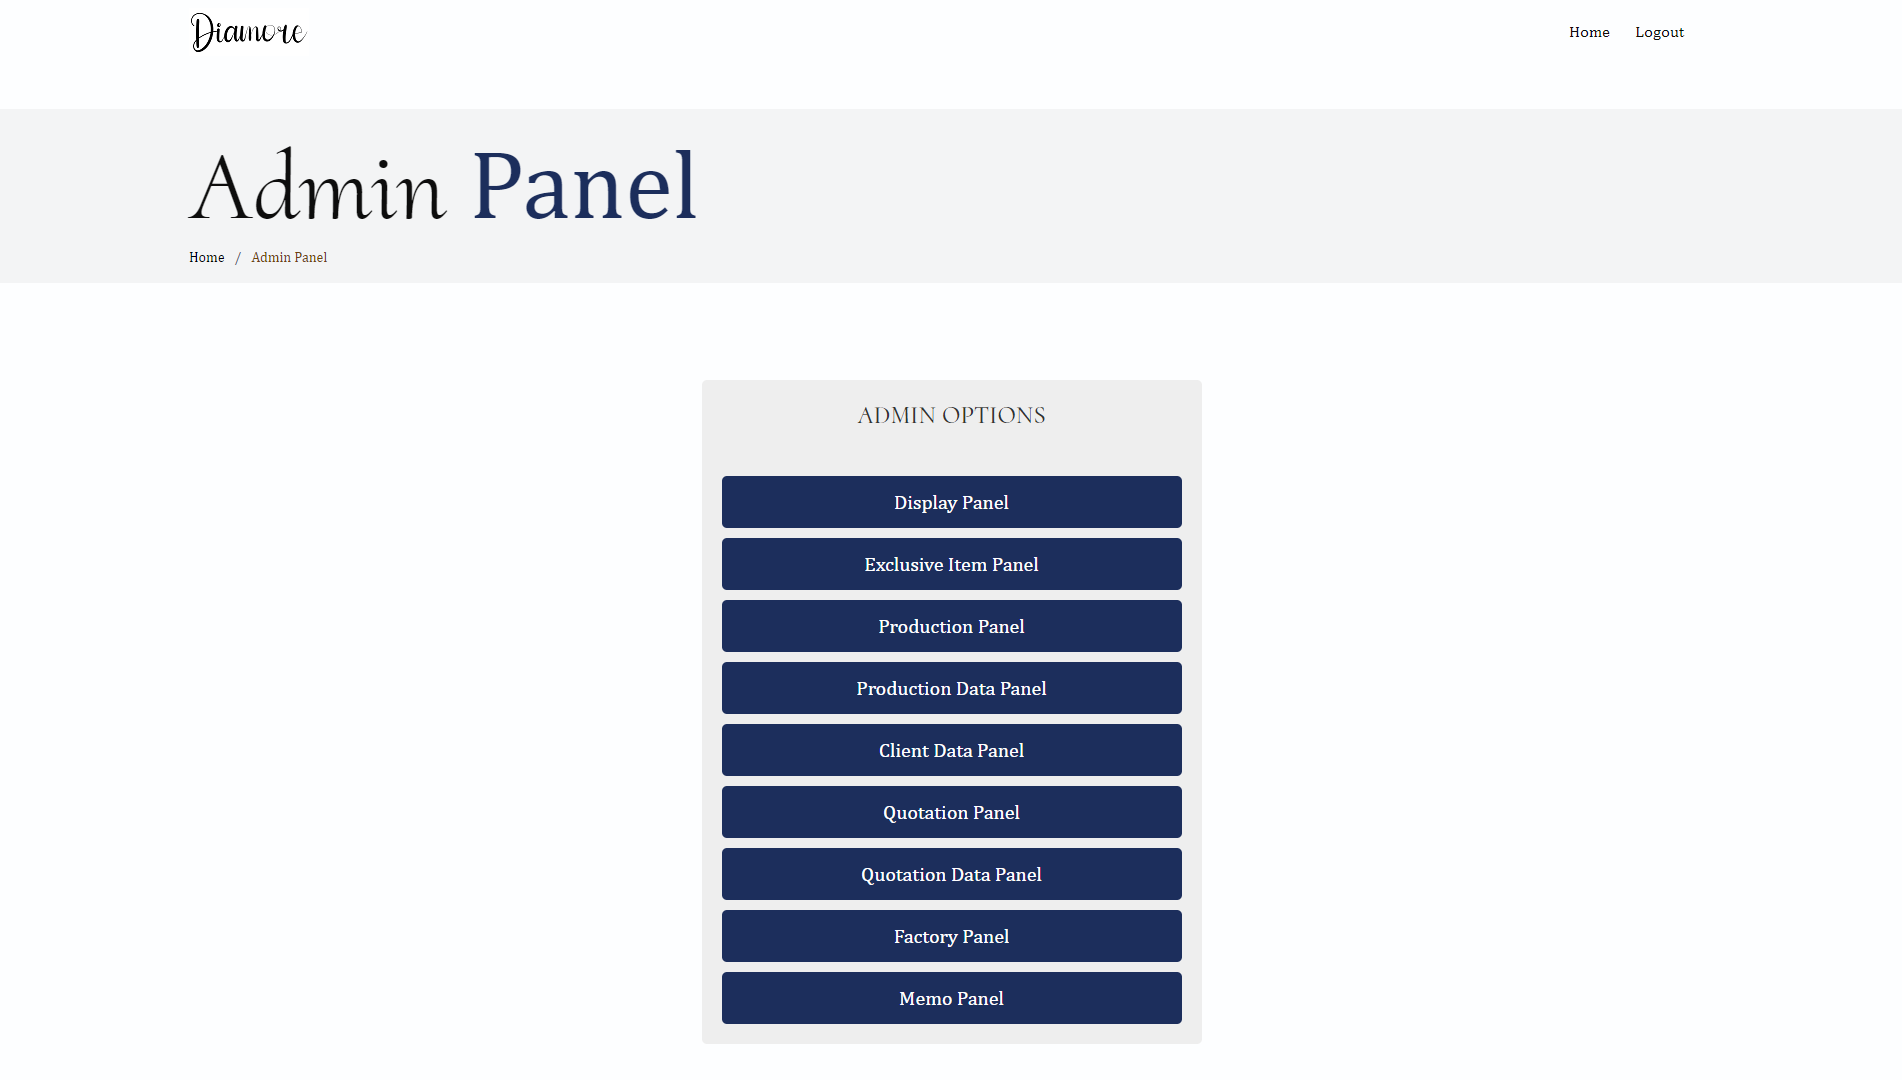 Diamore
Home Logout
Admin Panel
Home / Admin Panel
ADMIN OPTIONS
Display Panel
Exclusive Item Panel
Production Panel
Production Data Panel
Client Data Panel
Quotation Panel
Quotation Data Panel
Factory Panel
Memo Panel